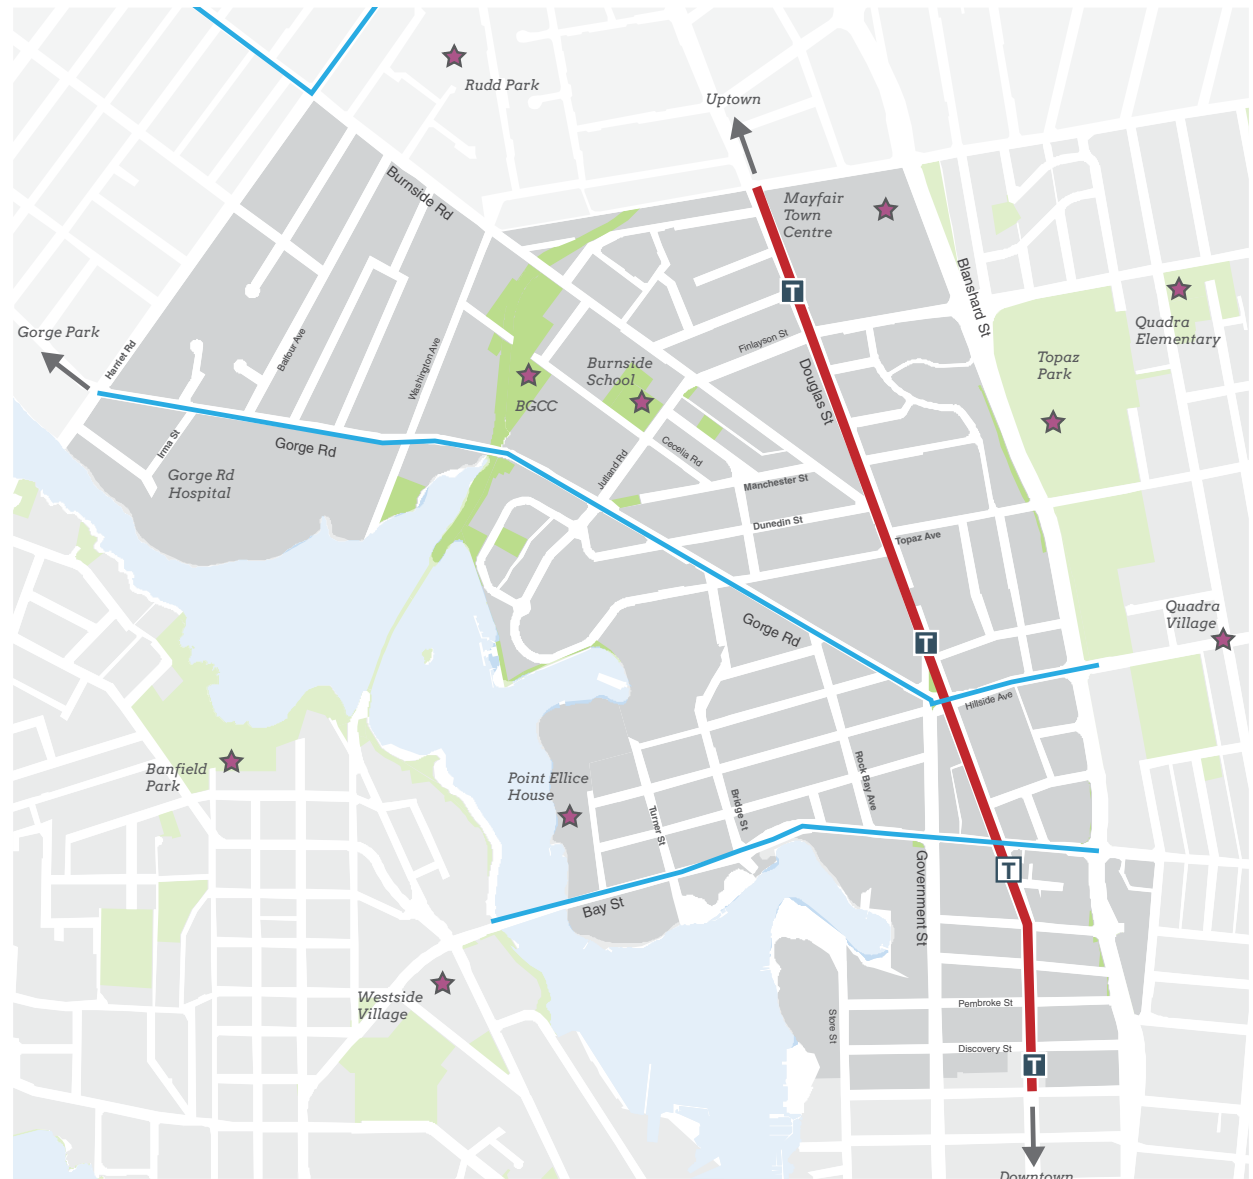 Rudd Park
Uptown
Burnside Rd
Mayfair
Town
Centre
Blanshard St
Gorge Park
Harriet Rd
Balfour Ave
Washington Ave
T
Quadra
Elementary
Finlayson St
Topaz
Park
Burnside
School
BGCC
Douglas St
Irma St
Gorge Rd
Jutland Rd
Cecelia Rd
Gorge Rd
Hospital
Manchester St
Dunedin St
Topaz Ave
Quadra
Village
Gorge Rd
T
Hillside Ave
Banfield
Park
Point Ellice
House
Rock Bay Ave
Turner St
Bridge St
T
Government St
Bay St
Westside
Village
Pembroke St
Store St
Discovery St
T
Downtown